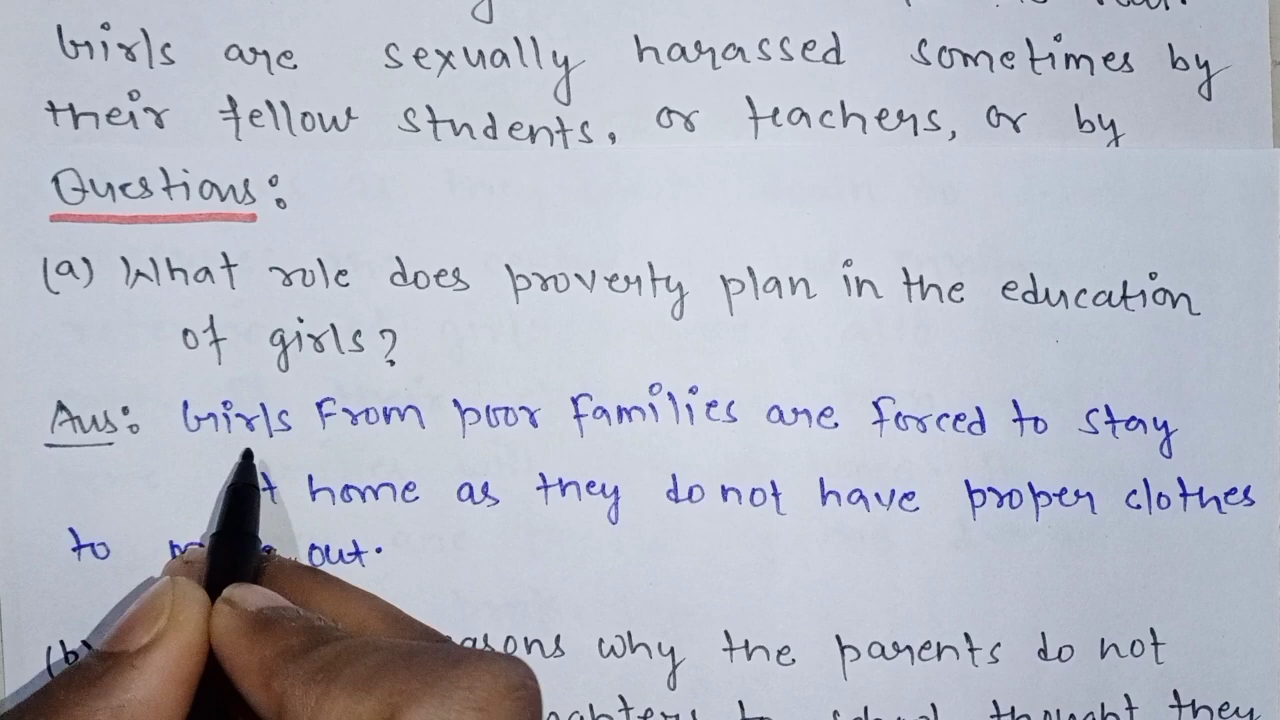 Girls are sexually harassed sometimes by
their fellow students, or teachers, or by
Questions:
(a) What role does proverty plan in the education
of girls?
Ans: Girls From poor families are forced to stay
home as they do not have proper clothes
to out.
(b) why the parents do not
thought they